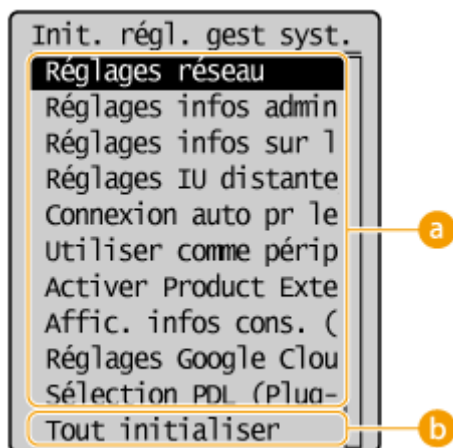 Init. régl. gest syst.
Réglages réseau
Réglages infos admin
Réglages infos sur l
Réglages IU distante
Connexion auto pr le
Utiliser comme périp
Activer Product Exte
Affic. infos cons. (
Réglages Google Clou
Sélection PDL (Plug-
Tout initialiser
a
b